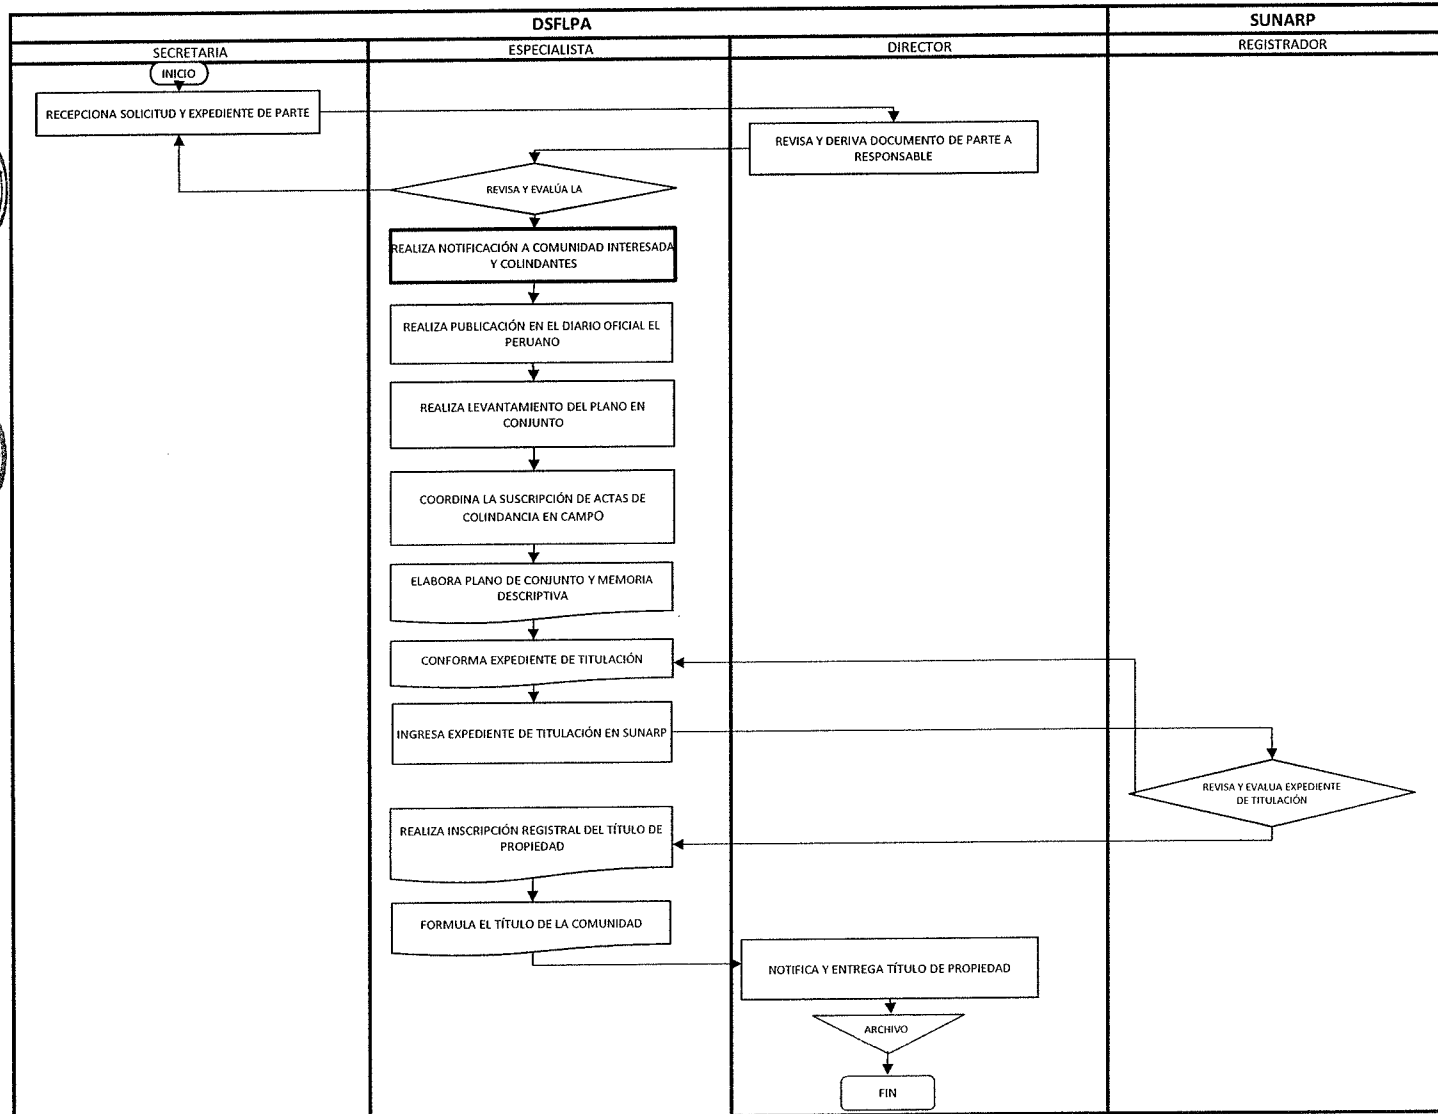 DSFLPA
SUNARP
SECRETARIA
ESPECIALISTA
DIRECTOR
REGISTRADOR
INICIO
RECEPCIONA SOLICITUD Y EXPEDIENTE DE PARTE
REVISA Y DERIVA DOCUMENTO DE PARTE A
RESPONSABLE
REVISA Y EVALÚA LA
REALIZA NOTIFICACIÓN A COMUNIDAD INTERESADA
Y COLINDANTES
REALIZA PUBLICACIÓN EN EL DIARIO OFICIAL EL
PERUANO
REALIZA LEVANTAMIENTO DEL PLANO EN
CONJUNTO
COORDINA LA SUSCRIPCIÓN DE ACTAS DE
COLINDANCIA EN CAMPO
ELABORA PLANO DE CONJUNTO Y MEMORIA
DESCRIPTIVA
CONFORMA EXPEDIENTE DE TITULACIÓN
INGRESA EXPEDIENTE DE TITULACIÓN EN SUNARP
REVISA Y EVALUA EXPEDIENTE
DE TITULACIÓN
REALIZA INSCRIPCIÓN REGISTRAL DEL TÍTULO DE
PROPIEDAD
FORMULA EL TÍTULO DE LA COMUNIDAD
NOTIFICA Y ENTREGA TÍTULO DE PROPIEDAD
ARCHIVO
FIN